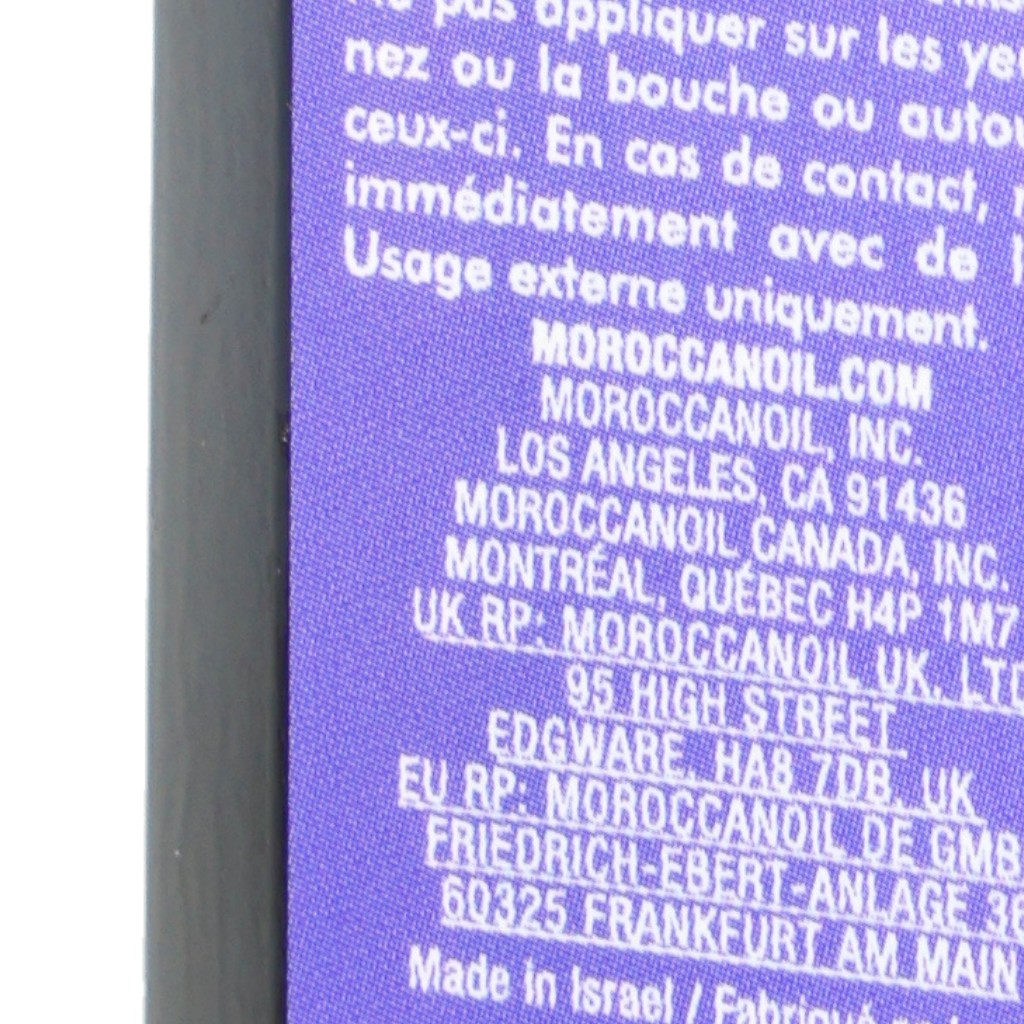 pas appliquer sur les
nez ou la bouche ou
ceux-ci. En cas de contact,
immédiatement avec de
Usage externe uniquement.
MOROCCANOIL.COM
MOROCCANOIL, INC.
LOS ANGELES, CA 91436
MOROCCANOIL CANADA, INC.
MONTRÉAL, QUÉBEC H4P 1M7
UK RP: MOROCCANOIL UK, LTD
95 HIGH STREET
EDGWARE, HA8 7DB, UK
EU RP: MOROCCANOIL DE GMB
FRIEDRICH-EBERT-ANLAGE 36
60325 FRANKFURT AM MAIN
Made in Israel / Fabriqué